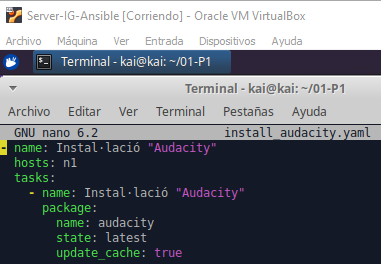 Server-IG-Ansible [Corriendo] - Oracle VM VirtualBox
Archivo Máquina Ver Entrada Dispositivos Ayuda
Terminal - kai@kai: ~/01-P1
Terminal - kai@kai: ~/01-P1
Archivo Editar Ver Terminal Pestañas Ayuda
GNU nano 6.2 install_audacity.yaml
- name: Instal·lació "Audacity"
  hosts: n1
  tasks:
    - name: Instal·lació "Audacity"
      package:
        name: audacity
        state: latest
        update_cache: true